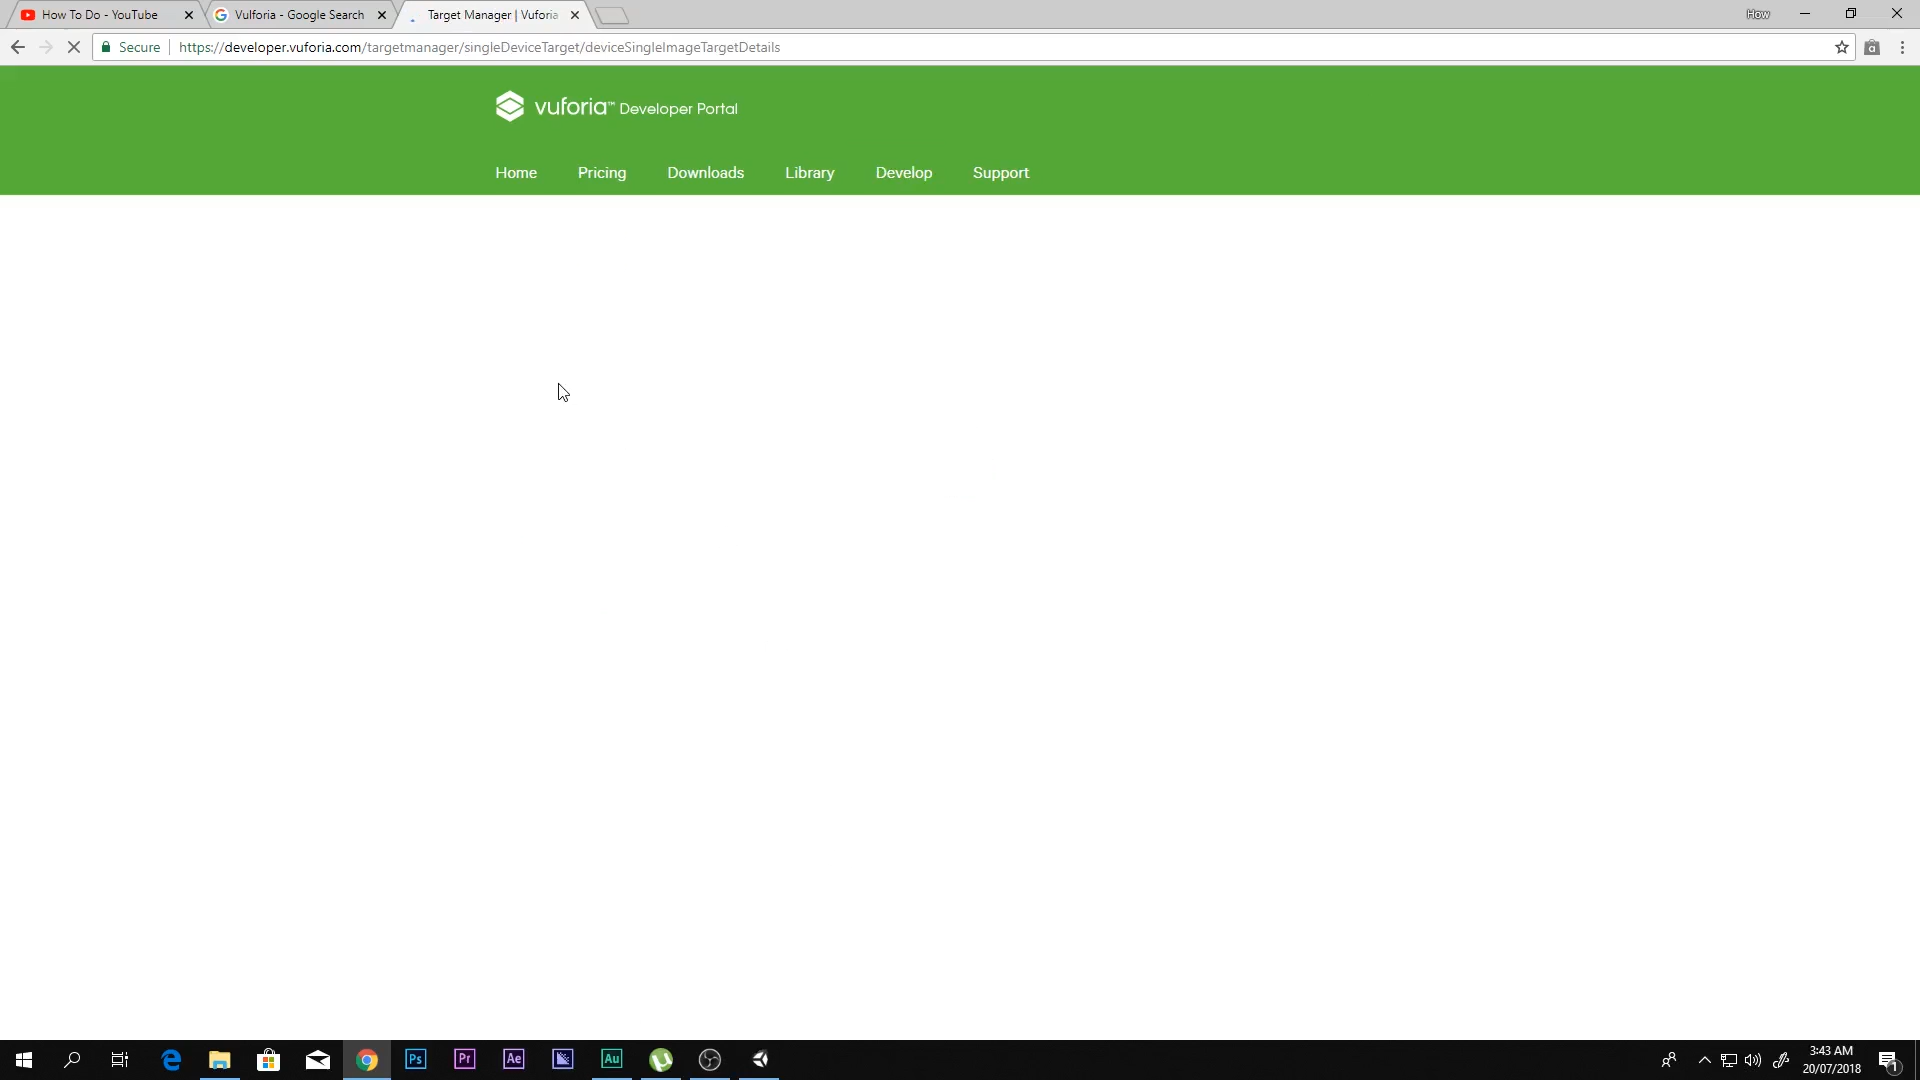 How To Do - YouTube
Vulforia - Google Search
Target Manager | Vuforia
How
Secure
https://developer.vuforia.com/targetmanager/singleDeviceTarget/deviceSingleImageTargetDetails
vuforia™ Developer Portal
Home
Pricing
Downloads
Library
Develop
Support
Ps
Pr
Ae
Au
3:43 AM
20/07/2018
1